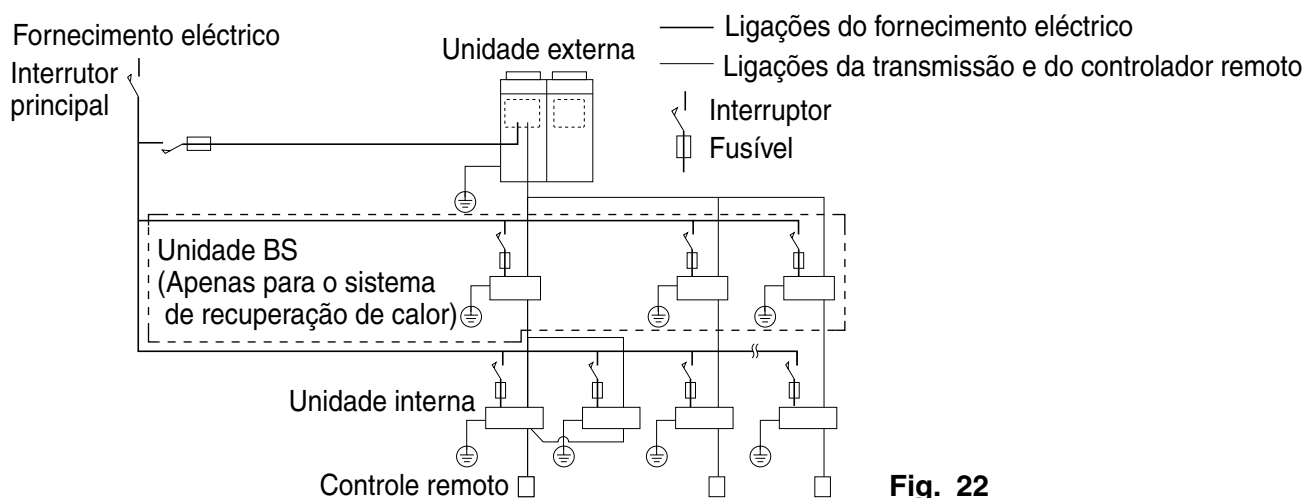 Fornecimento eléctrico
Interrutor
principal
Unidade externa
Ligações do fornecimento eléctrico
Ligações da transmissão e do controlador remoto
Interruptor
Fusível
Unidade BS
(Apenas para o sistema
de recuperação de calor)
Unidade interna
Controle remoto
Fig. 22